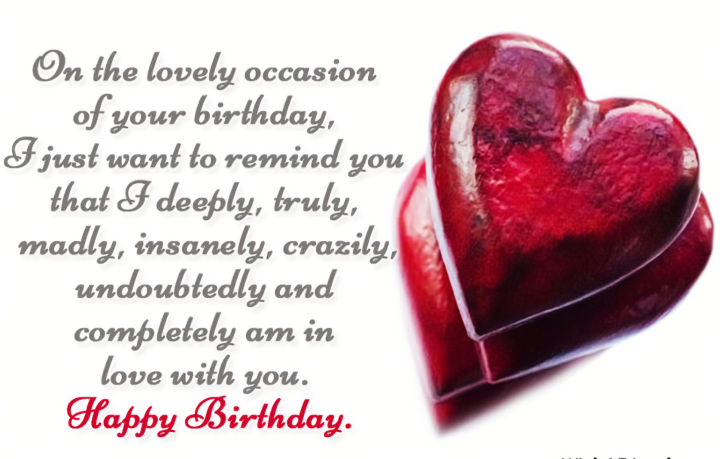 On the lovely occasion
of your birthday,
I just want to remind you
that I deeply, truly,
madly, insanely, crazily,
undoubtedly and
completely am in
love with you.
Happy Birthday.